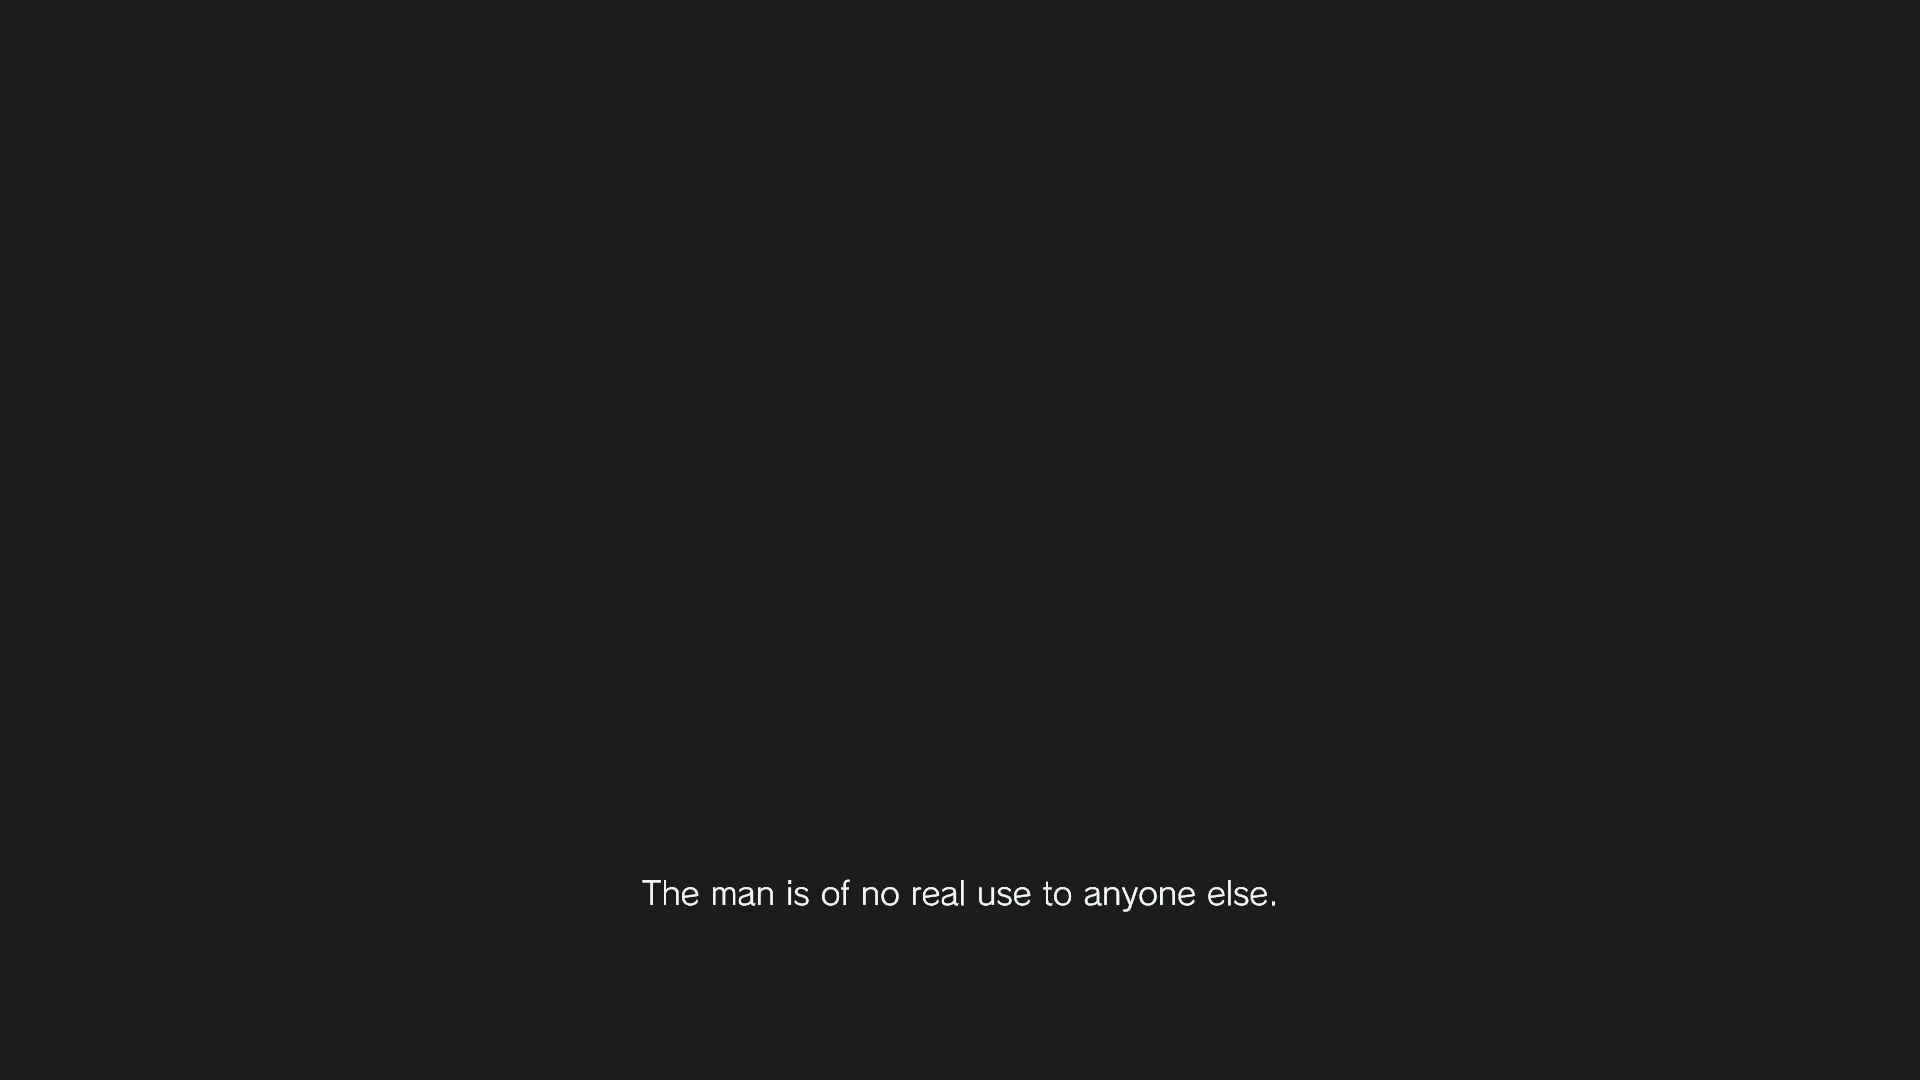 The man is of no real use to anyone else.